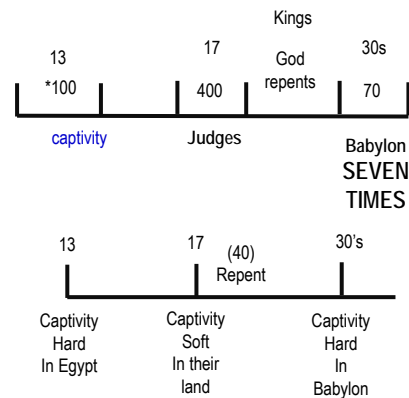 Kings
13
17
God
repents
30s
*100
400
70
captivity
Judges
Babylon
SEVEN
TIMES
13
17
(40)
Repent
30's
Captivity
Hard
In Egypt
Captivity
Soft
In their
land
Captivity
Hard
In
Babylon